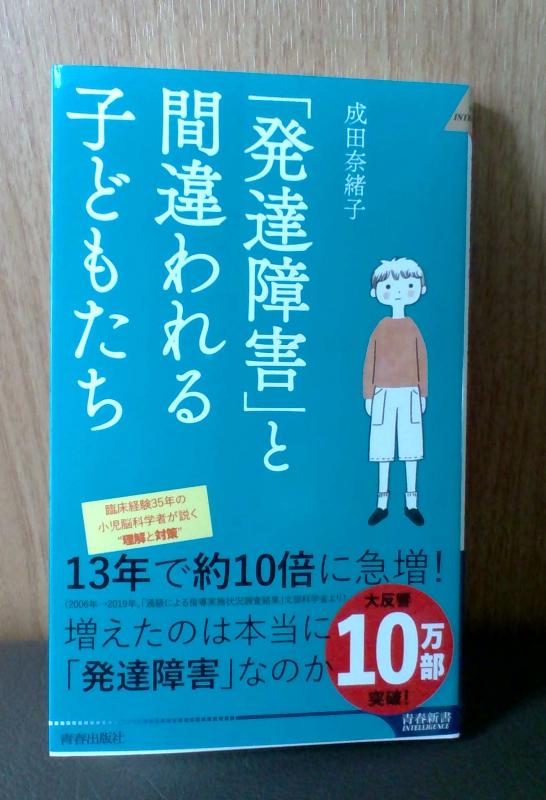 成田奈緒子
「発達障害」と
間違われる
子どもたち
臨床経験35年の
小児脳科学者が説く
“理解と対策”
13年で約10倍に急増!
(2006年→2019年。「通級による指導実施状況調査結果」文部科学省より)
増えたのは本当に
「発達障害」なのか
大反響
10万部
突破!
青春新書
INTELLIGENCE
青春出版社